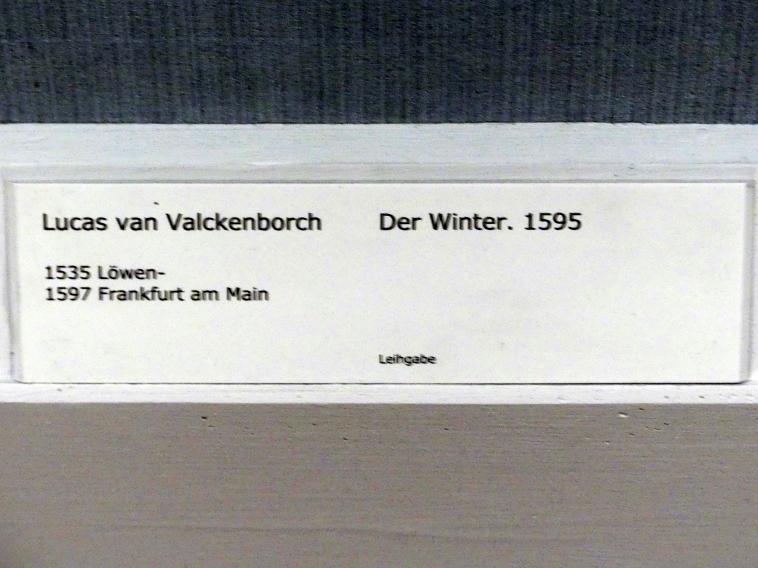 Lucas van Valckenborch
1535 Löwen-
1597 Frankfurt am Main
Der Winter. 1595
Leihgabe